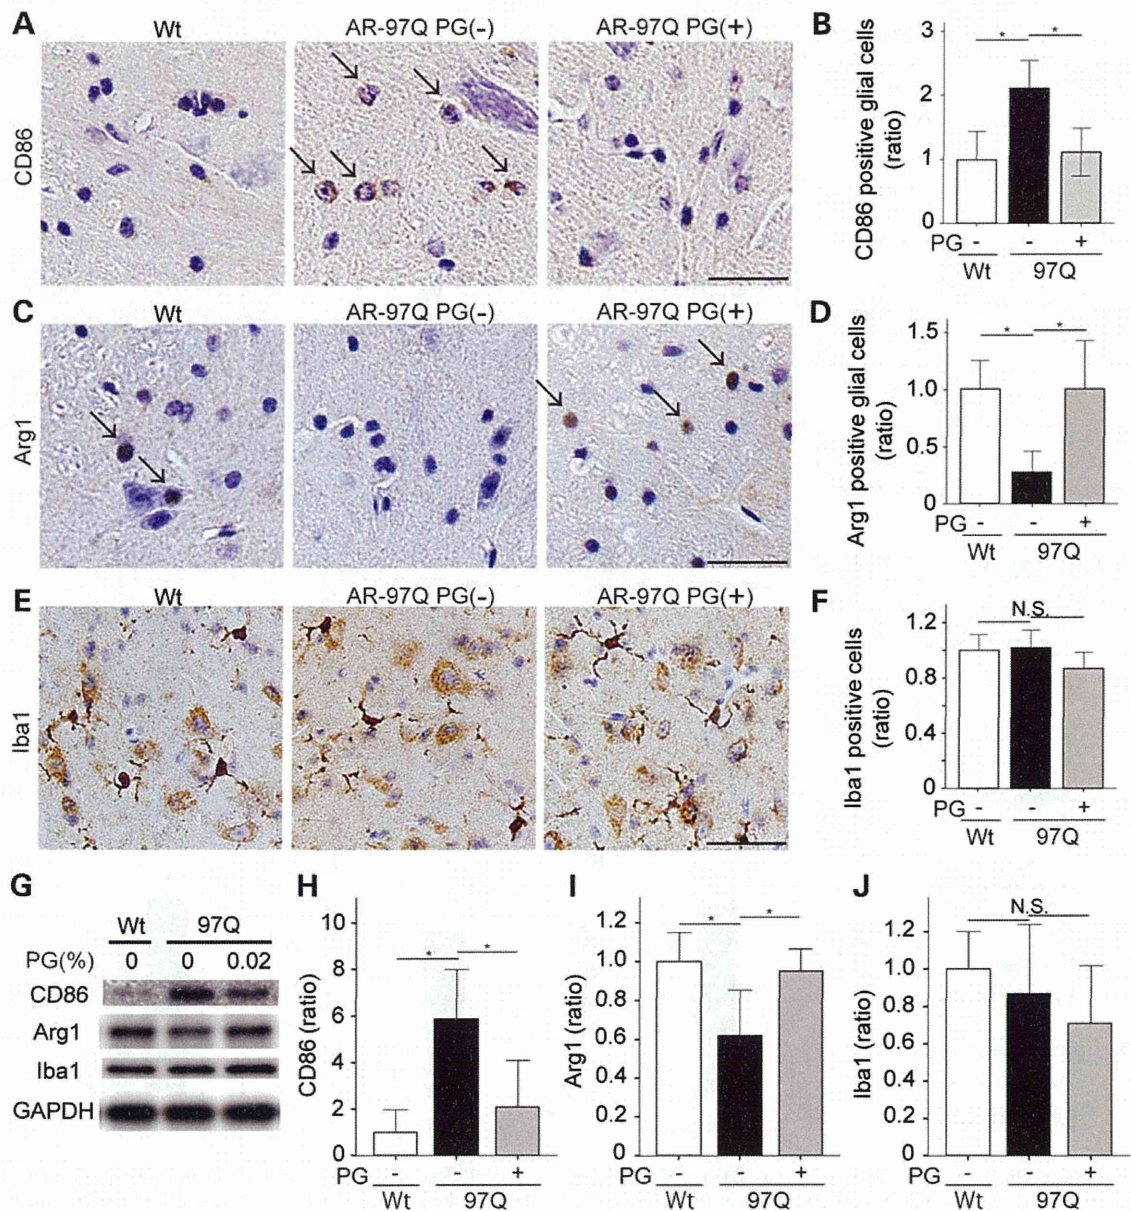 A
Wt
AR-97Q PG(-)
AR-97Q PG(+)
CD86
B
CD86 positive glial cells
(ratio)
3
2
1
0
* *
PG - - +
Wt 97Q
C
Wt
AR-97Q PG(-)
AR-97Q PG(+)
Arg1
D
Arg1 positive glial cells
(ratio)
1.5
1.0
0.5
0
* *
PG - - +
Wt 97Q
E
Wt
AR-97Q PG(-)
AR-97Q PG(+)
Iba1
F
Iba1 positive cells
(ratio)
1.2
0.8
0.4
0
N.S.
PG - - +
Wt 97Q
G
Wt 97Q
PG(%) 0 0 0.02
CD86
Arg1
Iba1
GAPDH
H
CD86 (ratio)
10
8
6
4
2
0
* *
PG - - +
Wt 97Q
I
Arg1 (ratio)
1.2
1.0
0.8
0.6
0.4
0.2
0
* *
PG - - +
Wt 97Q
J
Iba1 (ratio)
1.2
1.0
0.8
0.6
0.4
0.2
0
N.S.
PG - - +
Wt 97Q